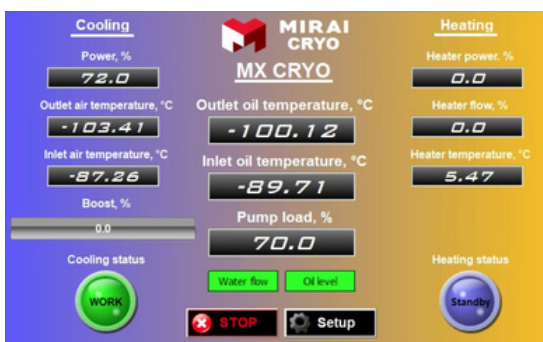 Cooling
Power, %
72.0
Outlet air temperature, °C
-103.41
Inlet air temperature, °C
-87.26
Boost, %
0.0
Cooling status
WORK
MIRAI
CRYO
MX CRYO
Outlet oil temperature, °C
-100.12
Inlet oil temperature, °C
-89.71
Pump load, %
70.0
Water flow
Oil level
STOP
Setup
Heating
Heater power. %
0.0
Heater flow, %
0.0
Heater temperature, °C
5.47
Heating status
Standby